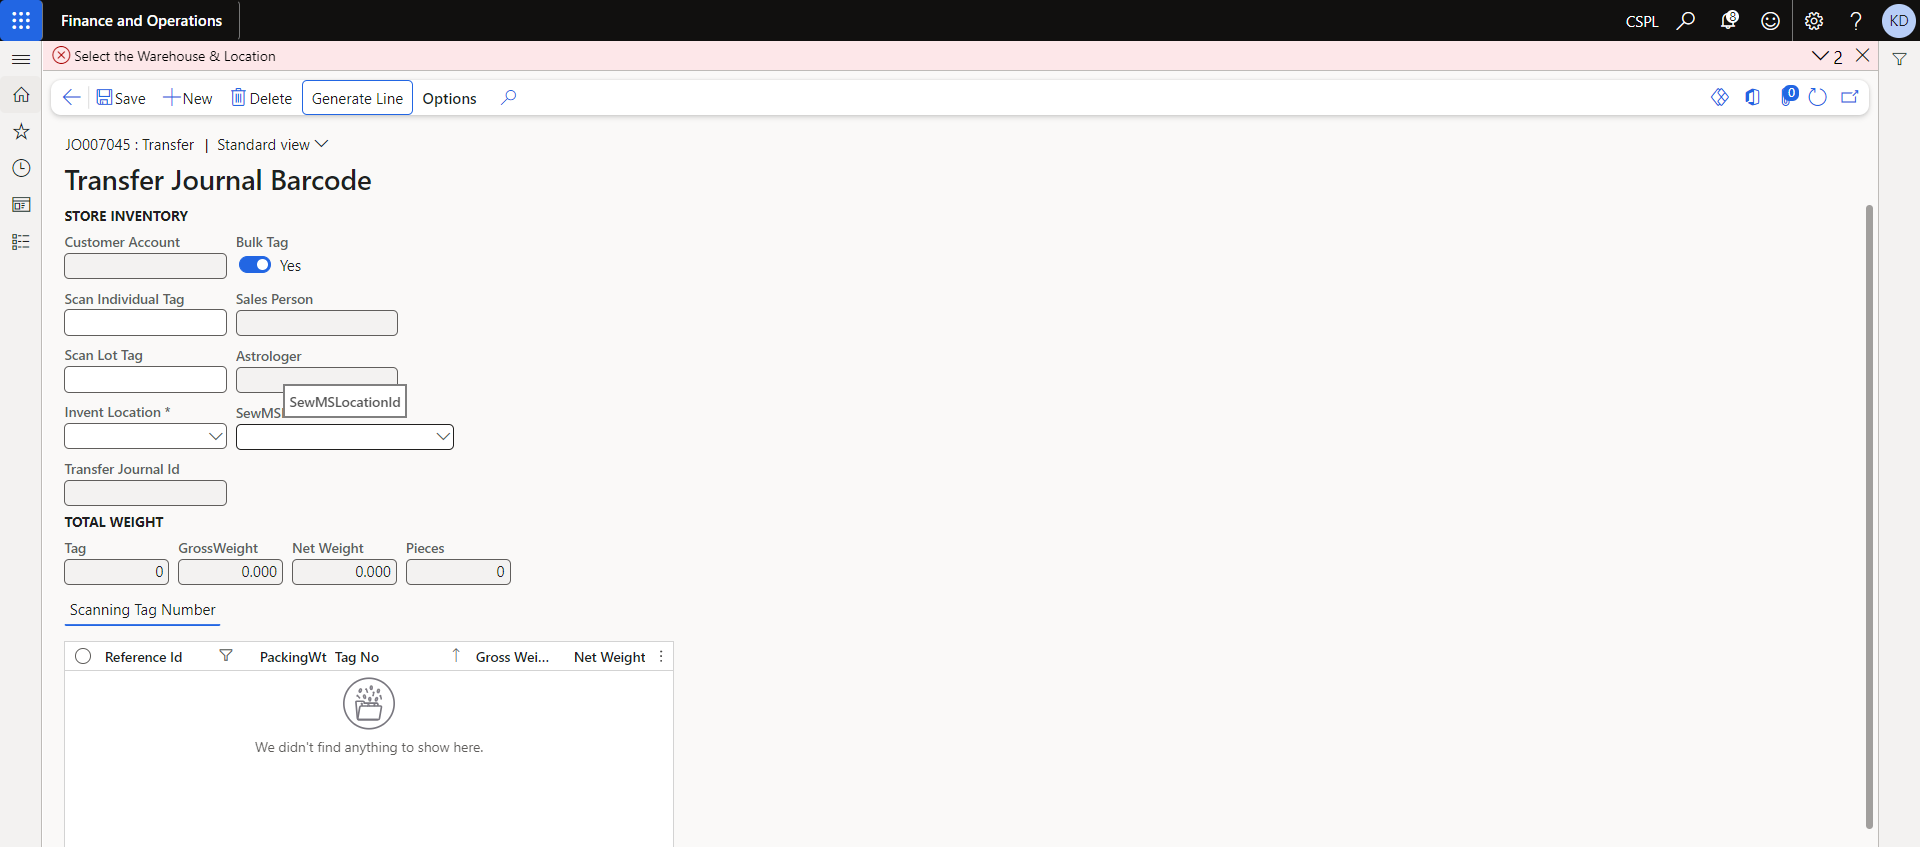 Finance and Operations
CSPL
8
KD
Select the Warehouse & Location
2
Save
New
Delete
Generate Line
Options
0
JO007045 : Transfer | Standard view
Transfer Journal Barcode
STORE INVENTORY
Customer Account
Bulk Tag
Yes
Scan Individual Tag
Sales Person
Scan Lot Tag
Astrologer
SewMSLocationId
Invent Location *
SewMSl
Transfer Journal Id
TOTAL WEIGHT
Tag
GrossWeight
Net Weight
Pieces
0
0.000
0.000
0
Scanning Tag Number
Reference Id
PackingWt
Tag No
Gross Wei...
Net Weight
We didn't find anything to show here.